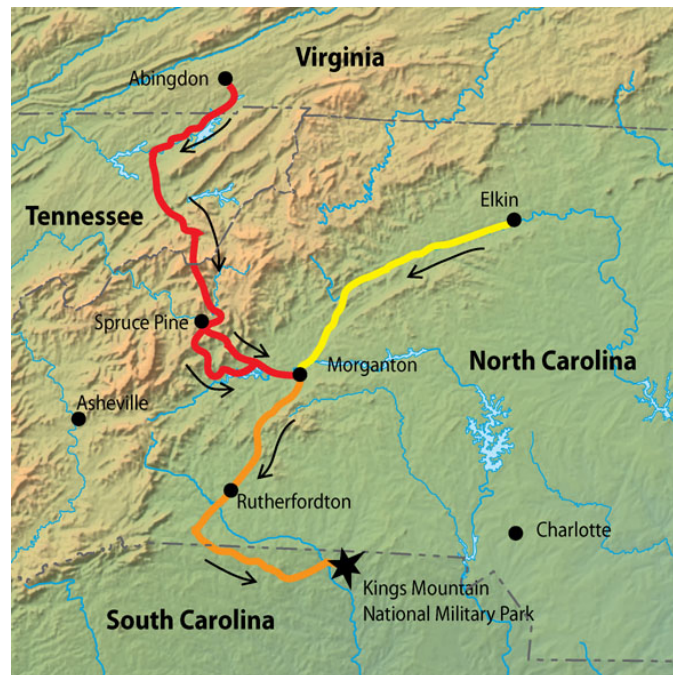 Virginia
Abingdon
Tennessee
Elkin
Spruce Pine
Morganton
North Carolina
Asheville
Rutherfordton
Charlotte
Kings Mountain
National Military Park
South Carolina